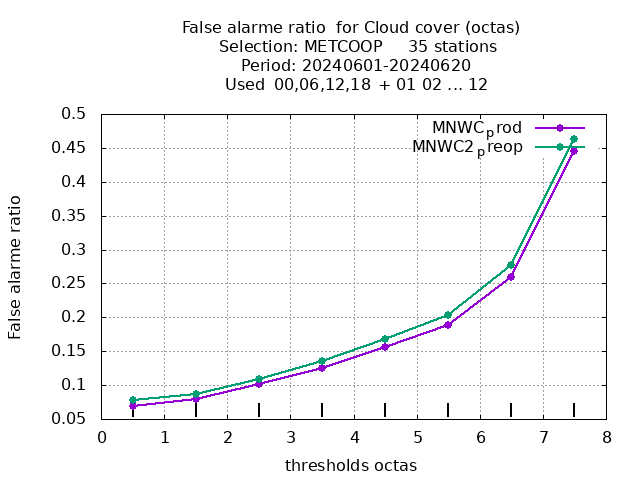 False alarme ratio  for Cloud cover (octas)
Selection: METCOOP     35 stations
Period: 20240601-20240620
Used  00,06,12,18 + 01 02 ... 12
MNWC_prod
MNWC2_preop
False alarme ratio
0.5
0.45
0.4
0.35
0.3
0.25
0.2
0.15
0.1
0.05
0 1 2 3 4 5 6 7 8
thresholds octas